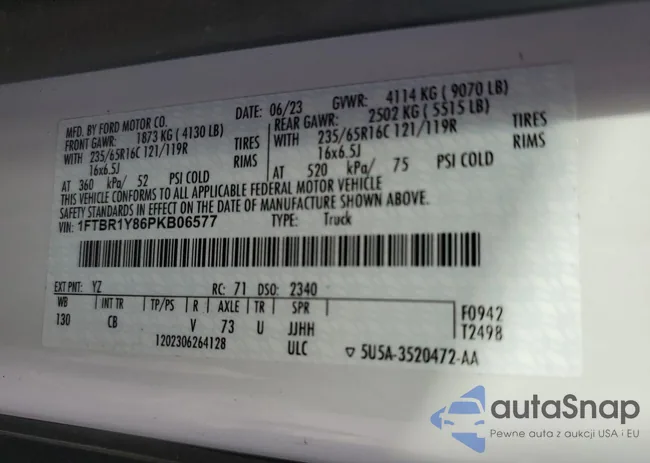 MFD. BY FORD MOTOR CO. DATE: 06/23 GVWR: 4114 KG ( 9070 LB)
FRONT GAWR: 1873 KG ( 4130 LB) REAR GAWR: 2502 KG ( 5515 LB)
WITH 235/65R16C 121/119R TIRES WITH 235/65R16C 121/119R TIRES
16x6.5J RIMS 16x6.5J RIMS
AT 360 kPa/ 52 PSI COLD AT 520 kPa/ 75 PSI COLD
THIS VEHICLE CONFORMS TO ALL APPLICABLE FEDERAL MOTOR VEHICLE
SAFETY STANDARDS IN EFFECT ON THE DATE OF MANUFACTURE SHOWN ABOVE.
VIN: 1FTBR1Y86PKB06577 TYPE: Truck
EXT PNT: YZ RC: 71 DSO: 2340
WB INT TR TP/PS R AXLE TR SPR F0942
130 CB V 73 U JJHH T2498
1202306264128 ULC ▽ 5U5A-3520472-AA
autaSnap
Pewne auta z aukcji USA i EU